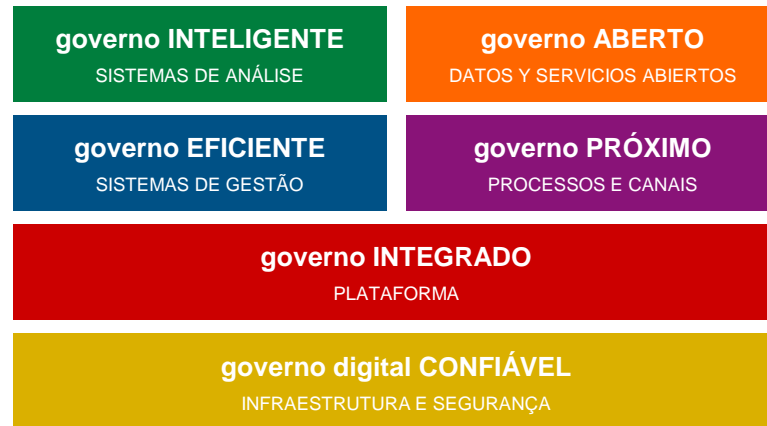 governo INTELIGENTE
SISTEMAS DE ANÁLISE
governo ABERTO
DATOS Y SERVICIOS ABIERTOS
governo EFICIENTE
SISTEMAS DE GESTÃO
governo PRÓXIMO
PROCESSOS E CANAIS
governo INTEGRADO
PLATAFORMA
governo digital CONFIÁVEL
INFRAESTRUTURA E SEGURANÇA